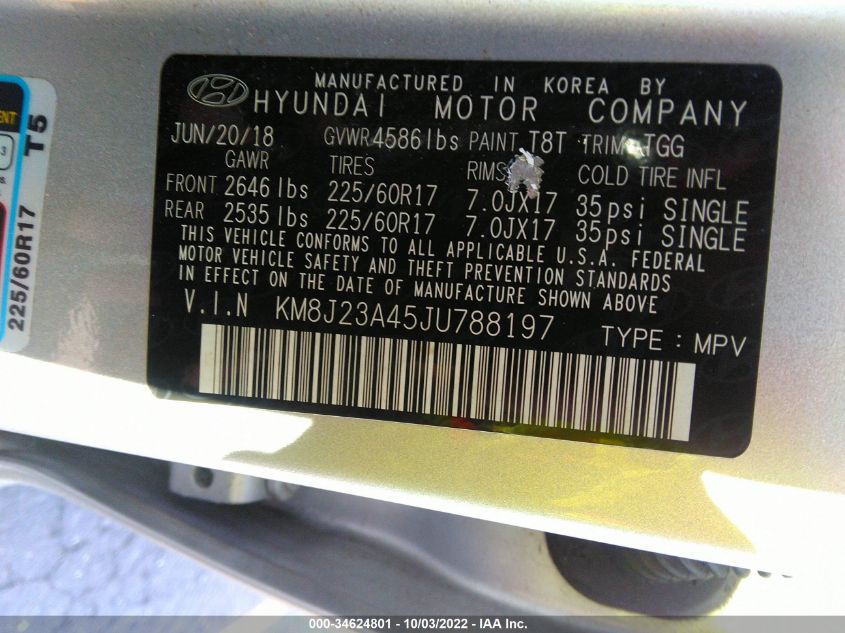 MANUFACTURED IN KOREA BY
HYUNDAI MOTOR COMPANY
JUN/20/18 GVWR 4586lbs PAINT T8T TRIM TGG
GAWR TIRES RIMS COLD TIRE INFL
FRONT 2646 lbs 225/60R17 7.0JX17 35psi SINGLE
REAR 2535 lbs 225/60R17 7.0JX17 35psi SINGLE
THIS VEHICLE CONFORMS TO ALL APPLICABLE U.S.A. FEDERAL
MOTOR VEHICLE SAFETY AND THEFT PREVENTION STANDARDS
IN EFFECT ON THE DATE OF MANUFACTURE SHOWN ABOVE
V.I.N KM8J23A45JU788197 TYPE : MPV
225/60R17 T5
000-34624801 - 10/03/2022 - IAA Inc.